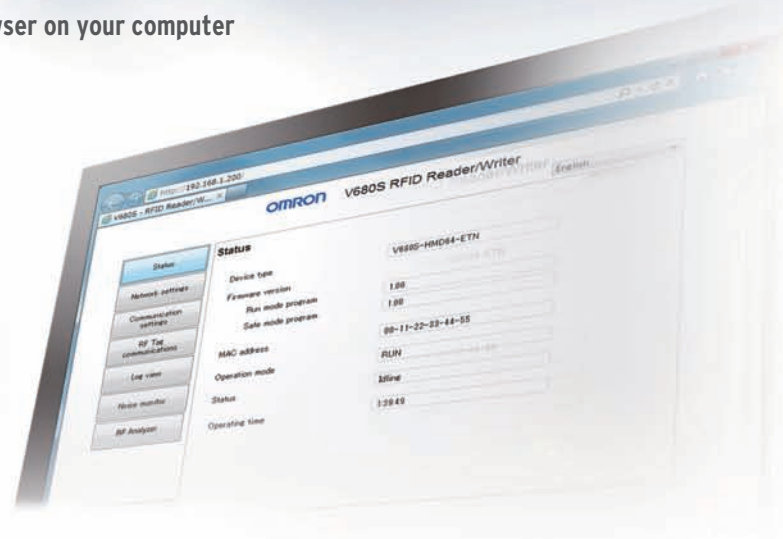 ser on your computer
http://192.168.1.200/
V680S - RFID Reader/W...
OMRON V680S RFID Reader/Writer
English
Status
Status
Network settings
Communication
settings
RF Tag
communications
Log view
Noise monitor
RF Analyzer
Device type
V680S-HMD64-ETN
Firmware version
Run mode program
1.00
Safe mode program
1.00
MAC address
00-11-22-33-44-55
Operation mode
RUN
Status
Idling
Operating time